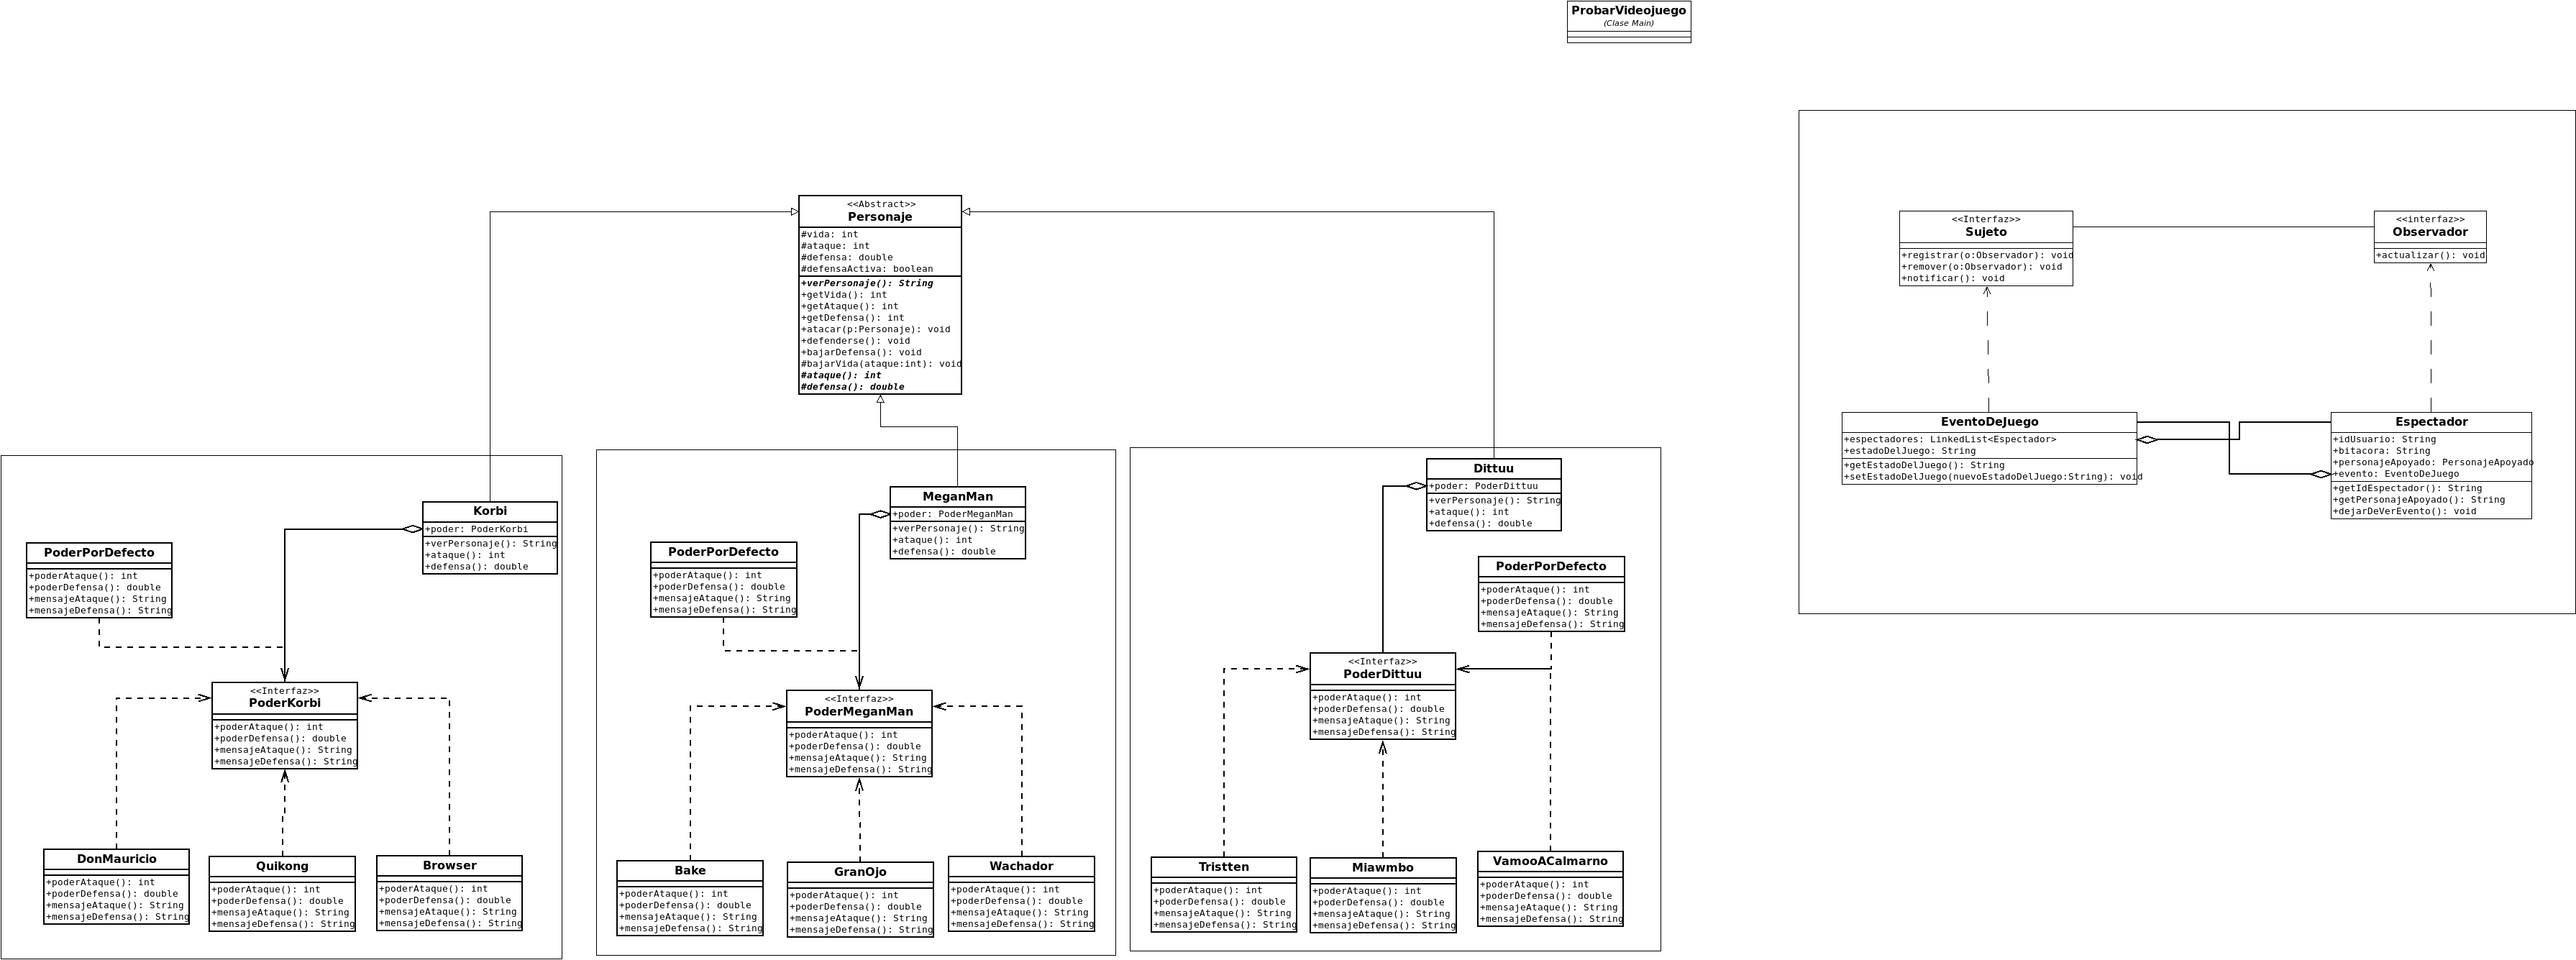 ProbarVideojuego
(Clase Main)
<<Abstract>>
Personaje
#vida: int
#ataque: int
#defensa: double
#defensaActiva: boolean
+verPersonaje(): String
+getVida(): int
+getAtaque(): int
+getDefensa(): int
+atacar(p:Personaje): void
+defenderse(): void
+bajarDefensa(): void
#bajarVida(ataque:int): void
#ataque(): int
#defensa(): double
Korbi
+poder: PoderKorbi
+verPersonaje(): String
+ataque(): int
+defensa(): double
PoderPorDefecto
+poderAtaque(): int
+poderDefensa(): double
+mensajeAtaque(): String
+mensajeDefensa(): String
<<Interfaz>>
PoderKorbi
+poderAtaque(): int
+poderDefensa(): double
+mensajeAtaque(): String
+mensajeDefensa(): String
DonMauricio
+poderAtaque(): int
+poderDefensa(): double
+mensajeAtaque(): String
+mensajeDefensa(): String
Quikong
+poderAtaque(): int
+poderDefensa(): double
+mensajeAtaque(): String
+mensajeDefensa(): String
Browser
+poderAtaque(): int
+poderDefensa(): double
+mensajeAtaque(): String
+mensajeDefensa(): String
MeganMan
+poder: PoderMeganMan
+verPersonaje(): String
+ataque(): int
+defensa(): double
PoderPorDefecto
+poderAtaque(): int
+poderDefensa(): double
+mensajeAtaque(): String
+mensajeDefensa(): String
<<Interfaz>>
PoderMeganMan
+poderAtaque(): int
+poderDefensa(): double
+mensajeAtaque(): String
+mensajeDefensa(): String
Bake
+poderAtaque(): int
+poderDefensa(): double
+mensajeAtaque(): String
+mensajeDefensa(): String
GranOjo
+poderAtaque(): int
+poderDefensa(): double
+mensajeAtaque(): String
+mensajeDefensa(): String
Wachador
+poderAtaque(): int
+poderDefensa(): double
+mensajeAtaque(): String
+mensajeDefensa(): String
Dittuu
+poder: PoderDittuu
+verPersonaje(): String
+ataque(): int
+defensa(): double
PoderPorDefecto
+poderAtaque(): int
+poderDefensa(): double
+mensajeAtaque(): String
+mensajeDefensa(): String
<<Interfaz>>
PoderDittuu
+poderAtaque(): int
+poderDefensa(): double
+mensajeAtaque(): String
+mensajeDefensa(): String
Tristten
+poderAtaque(): int
+poderDefensa(): double
+mensajeAtaque(): String
+mensajeDefensa(): String
Miawmbo
+poderAtaque(): int
+poderDefensa(): double
+mensajeAtaque(): String
+mensajeDefensa(): String
VamooACalmarno
+poderAtaque(): int
+poderDefensa(): double
+mensajeAtaque(): String
+mensajeDefensa(): String
<<Interfaz>>
Sujeto
+registrar(o:Observador): void
+remover(o:Observador): void
+notificar(): void
<<interfaz>>
Observador
+actualizar(): void
EventoDeJuego
+espectadores: LinkedList<Espectador>
+estadoDelJuego: String
+getEstadoDelJuego(): String
+setEstadoDelJuego(nuevoEstadoDelJuego:String): void
Espectador
+idUsuario: String
+bitacora: String
+personajeApoyado: PersonajeApoyado
+evento: EventoDeJuego
+getIdEspectador(): String
+getPersonajeApoyado(): String
+dejarDeVerEvento(): void